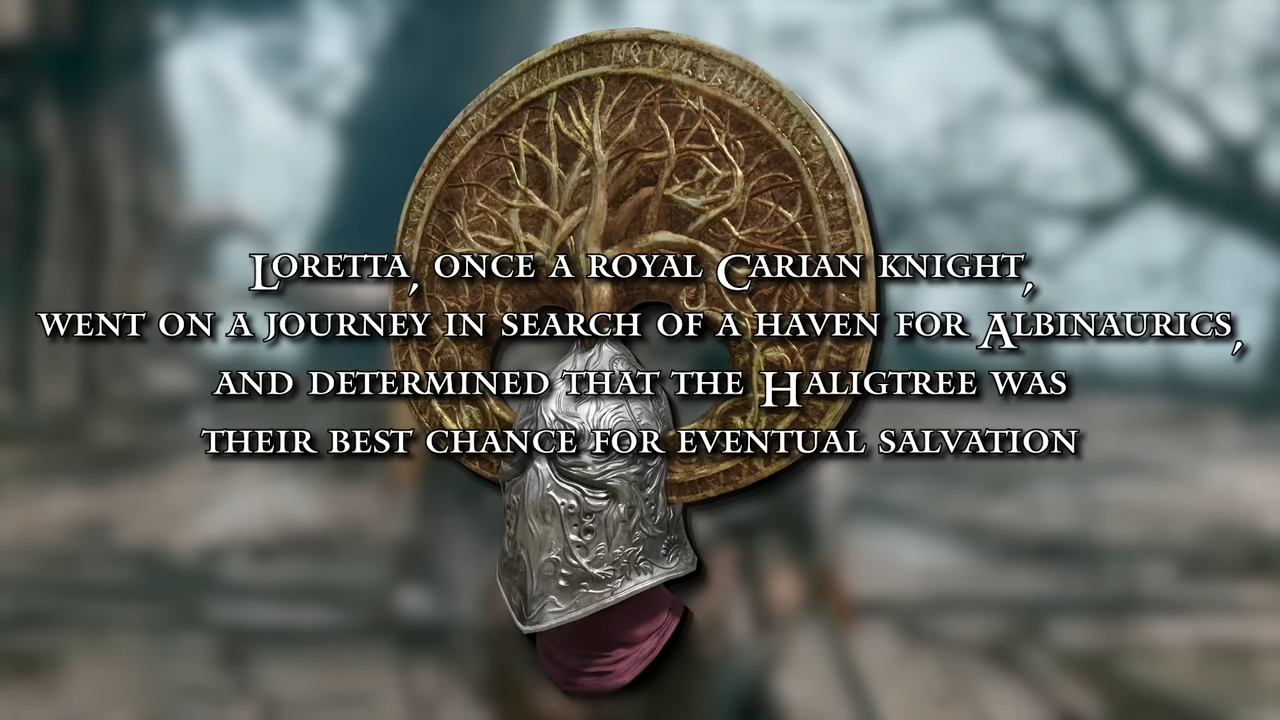 Loretta, once a royal Carian knight,
went on a journey in search of a haven for Albinaurics,
and determined that the Haligtree was
their best chance for eventual salvation